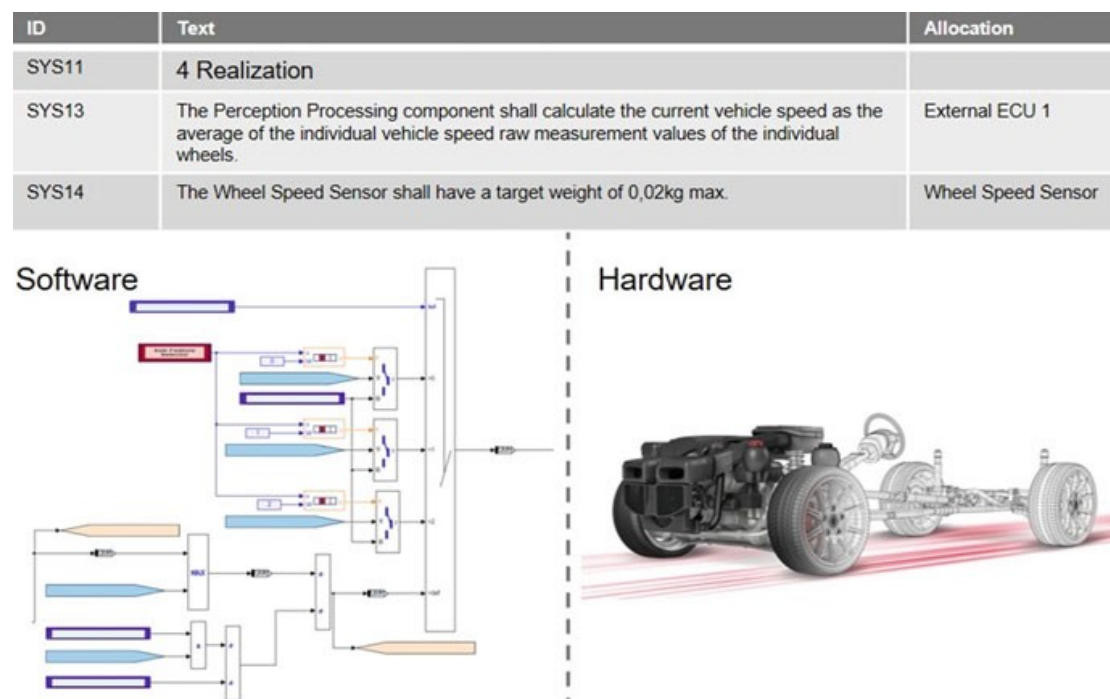 ID Text Allocation
SYS11 4 Realization
SYS13 The Perception Processing component shall calculate the current vehicle speed as the External ECU 1
average of the individual vehicle speed raw measurement values of the individual
wheels.
SYS14 The Wheel Speed Sensor shall have a target weight of 0,02kg max. Wheel Speed Sensor
Software
Hardware
MAX